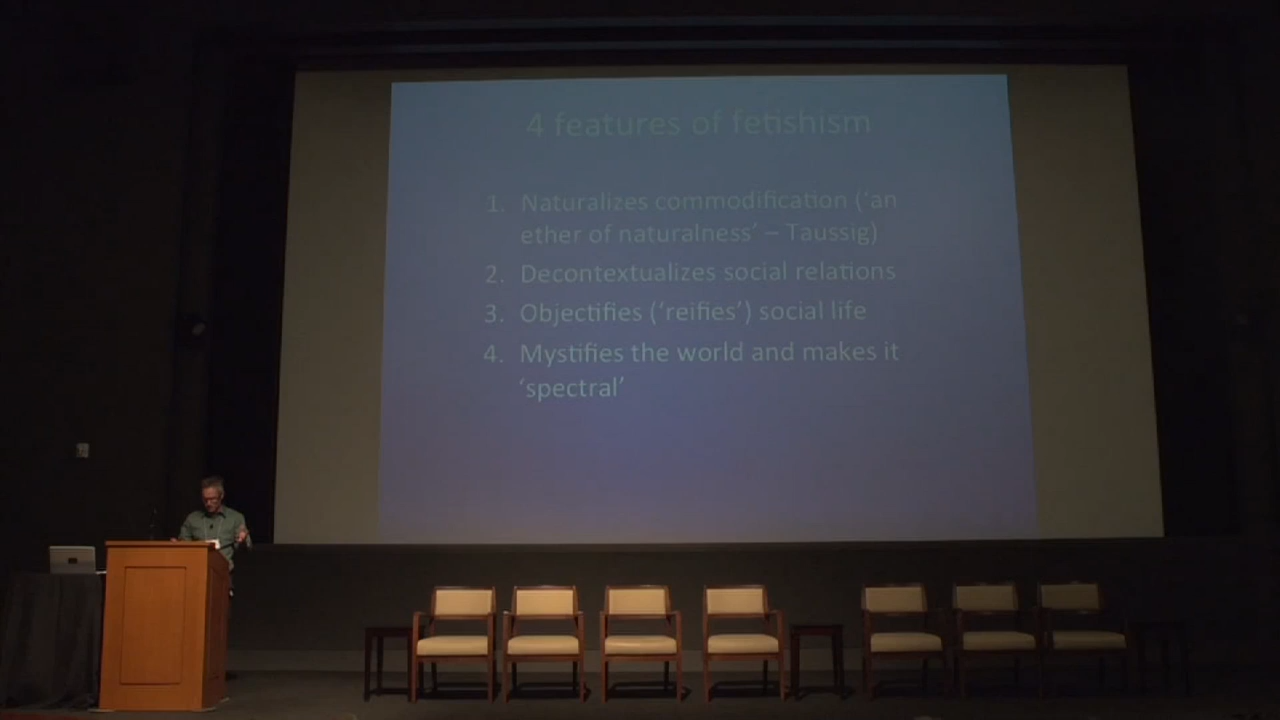 4 features of fetishism
1. Naturalizes commodification (‘an
ether of naturalness’ – Taussig)
2. Decontextualizes social relations
3. Objectifies (‘reifies’) social life
4. Mystifies the world and makes it
‘spectral’